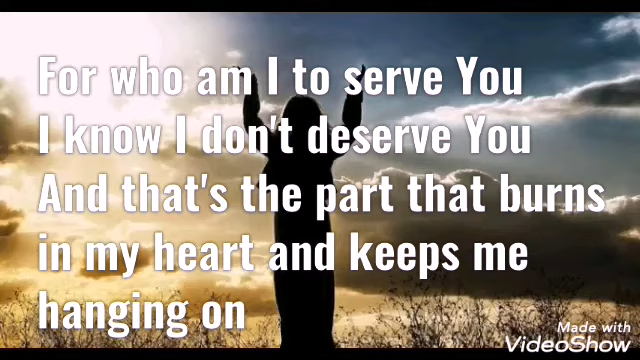 For who am I to serve You
I know I don't deserve You
And that's the part that burns
in my heart and keeps me
hanging on
Made with
VideoShow